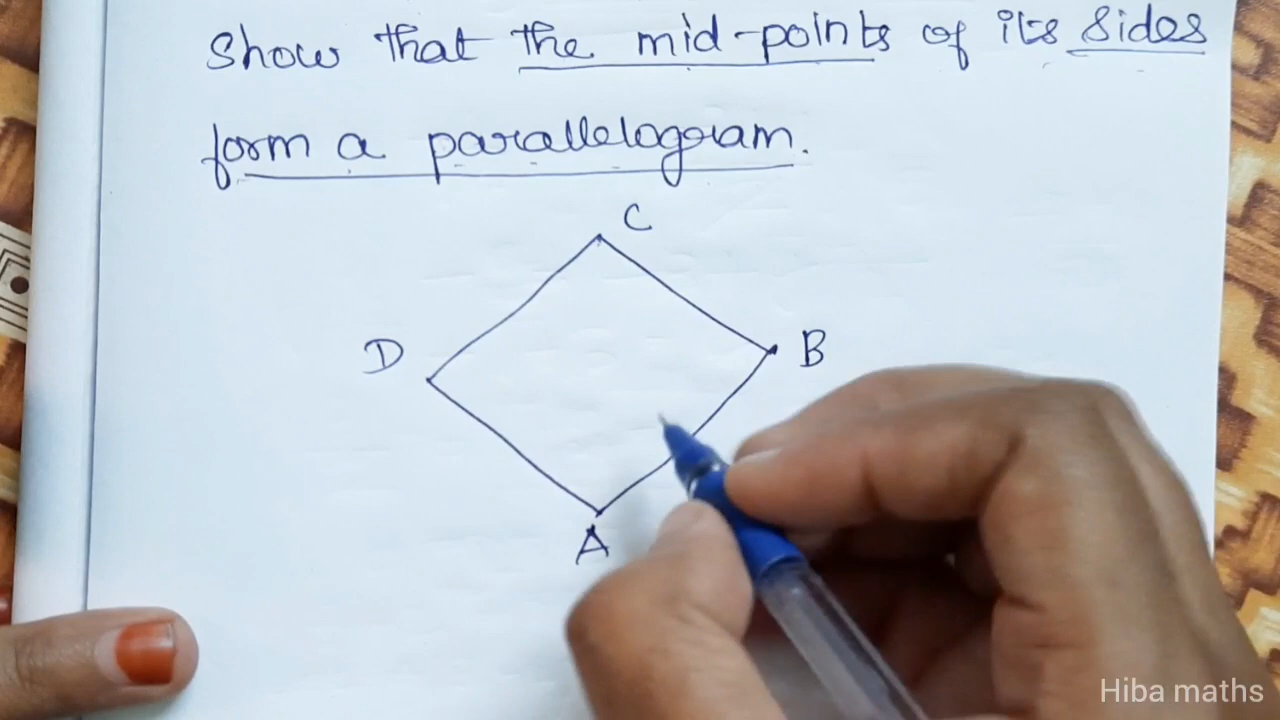 Show that the mid-points of its sides
form a parallelogram.
C
D
B
A
Hiba maths